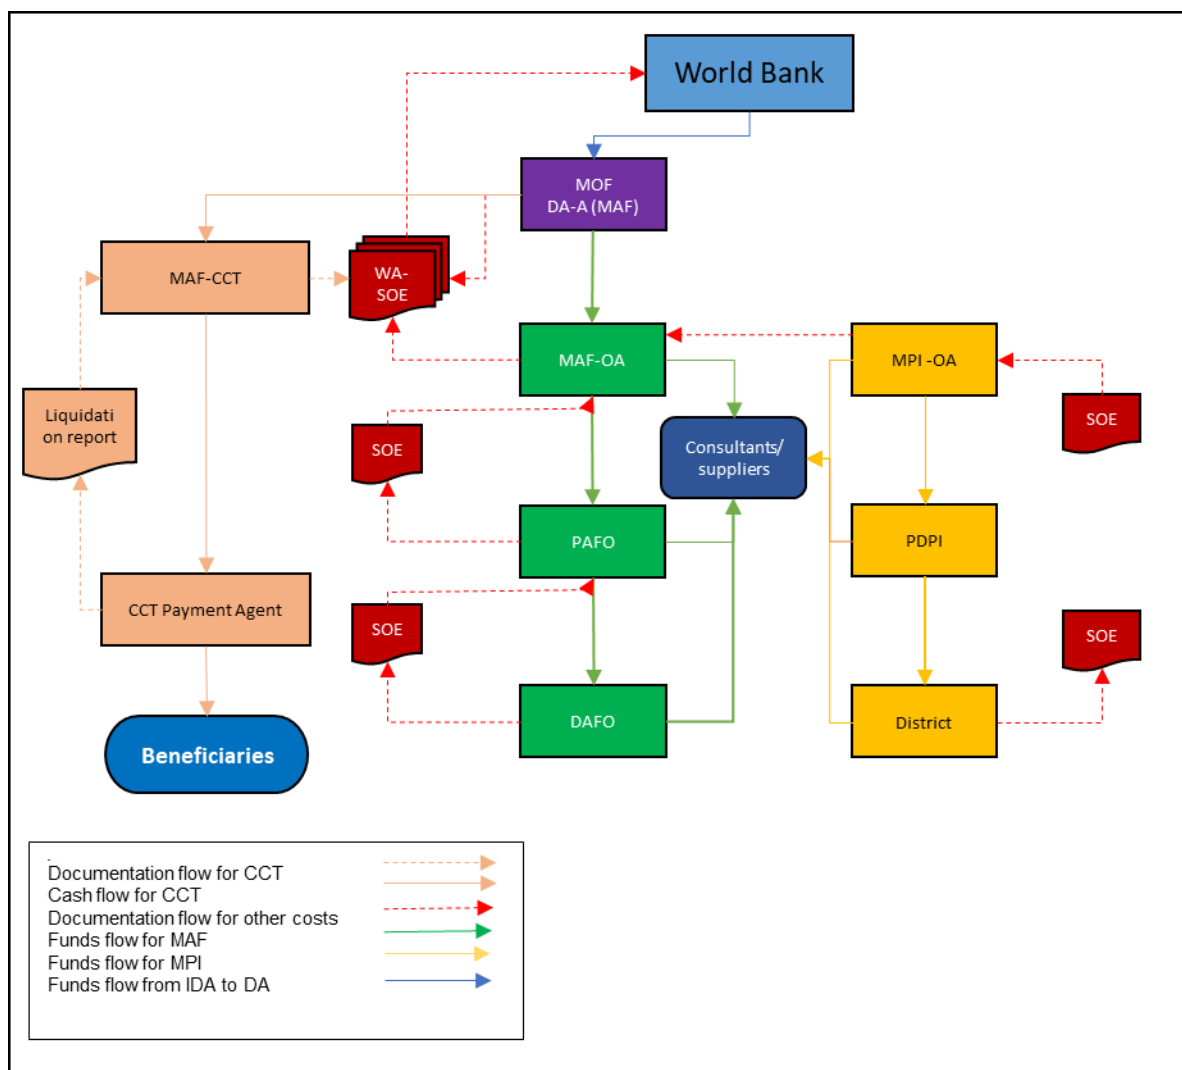 World Bank
MOF
DA-A (MAF)
MAF-CCT
WA-
SOE
MAF-OA
MPI -OA
Liquidati
on report
SOE
Consultants/
suppliers
SOE
PAFO
PDPI
CCT Payment Agent
SOE
SOE
DAFO
District
Beneficiaries
Documentation flow for CCT
Cash flow for CCT
Documentation flow for other costs
Funds flow for MAF
Funds flow for MPI
Funds flow from IDA to DA